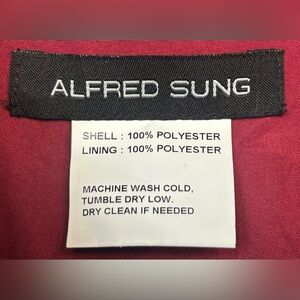 ALFRED SUNG
SHELL : 100% POLYESTER
LINING : 100% POLYESTER
MACHINE WASH COLD,
TUMBLE DRY LOW.
DRY CLEAN IF NEEDED